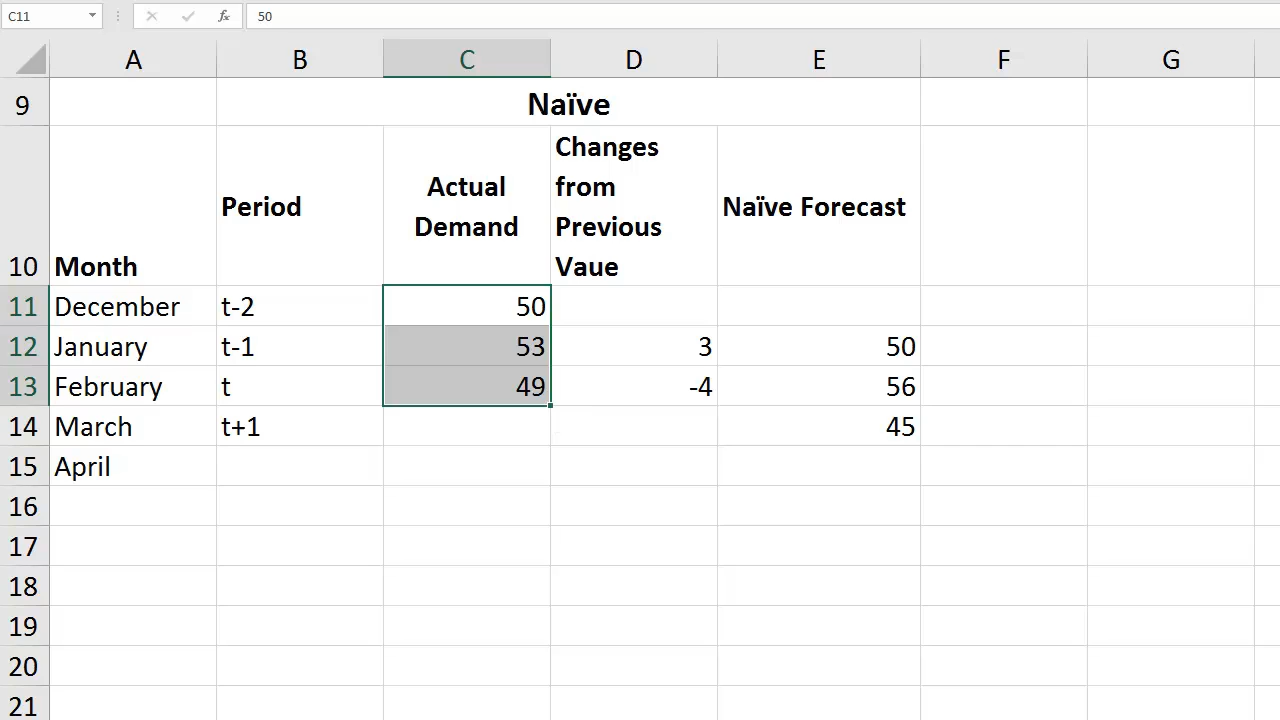 C11 fx 50
A B C D E F G
9 Naïve
Changes
from
Previous
Vaue
Actual
Demand
Period
Naïve Forecast
10 Month
11 December t-2 50
12 January t-1 53 3 50
13 February t 49 -4 56
14 March t+1 45
15 April
16
17
18
19
20
21